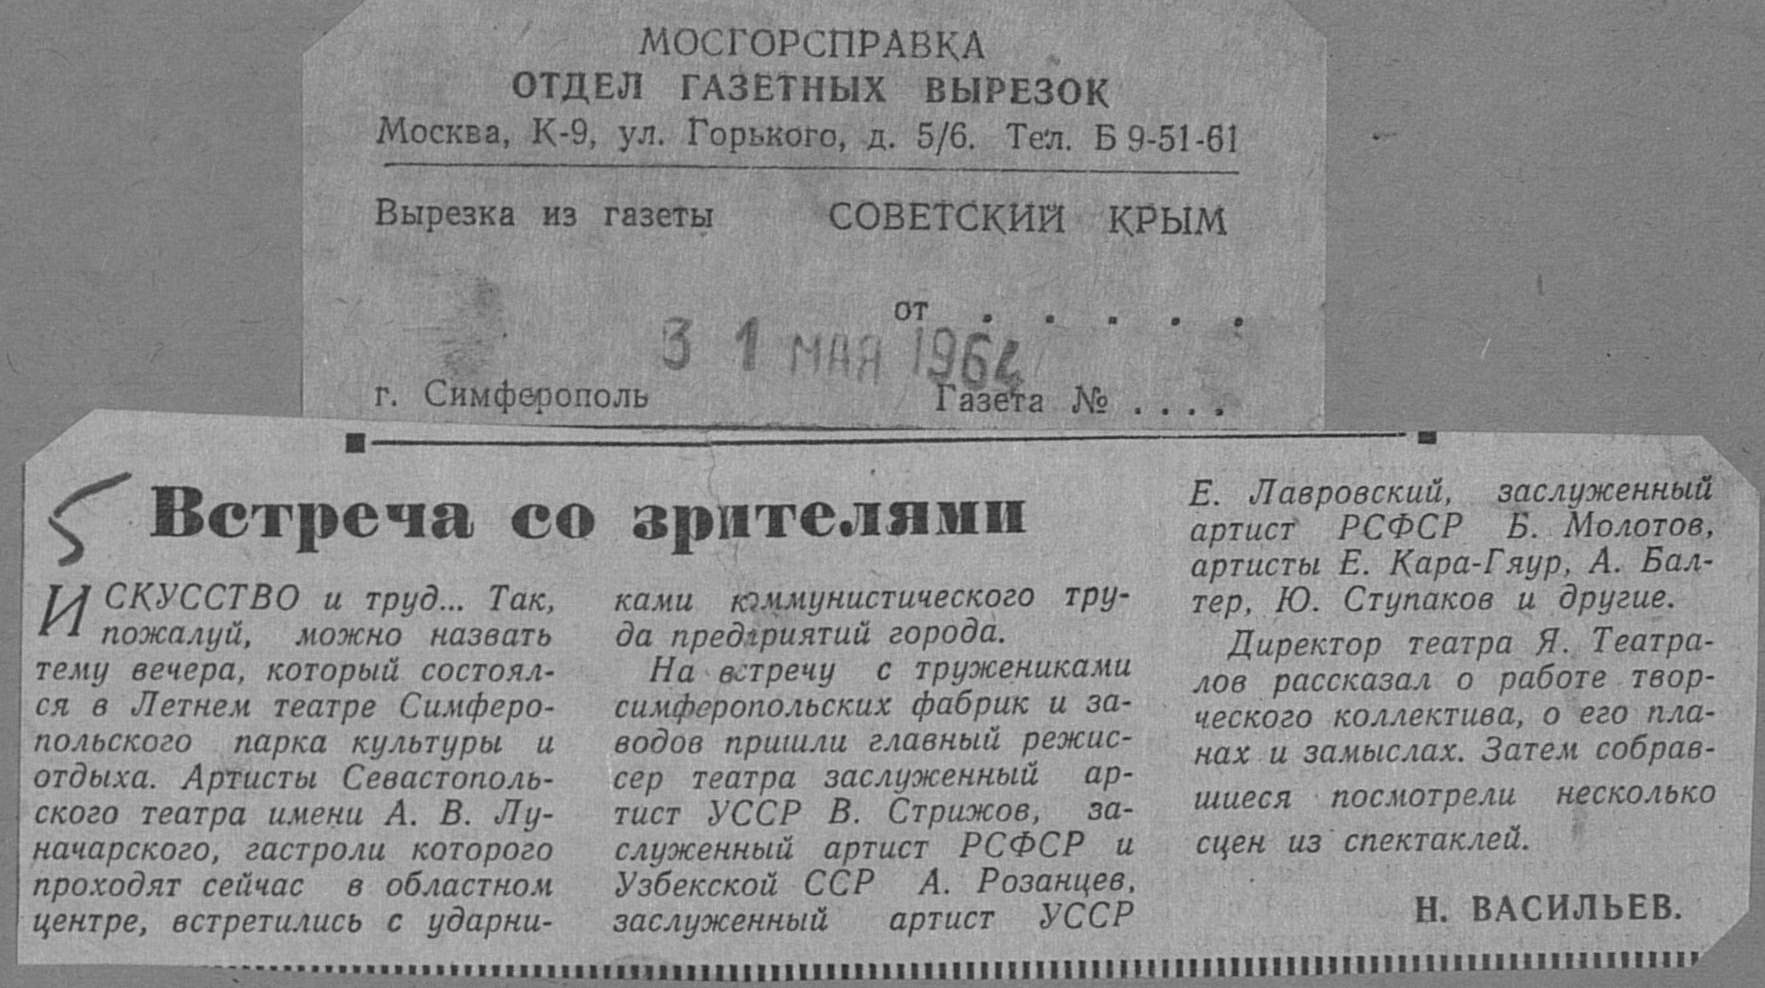 МОСГОРСПРАВКА
ОТДЕЛ ГАЗЕТНЫХ ВЫРЕЗОК
Москва, К-9, ул. Горького, д. 5/6. Тел. Б 9-51-61
Вырезка из газеты СОВЕТСКИЙ КРЫМ
от . . . . .
31 МАЯ 1964
г. Симферополь Газета № . . . .
5
Встреча со зрителями
ИСКУССТВО и труд... Так,
пожалуй, можно назвать
тему вечера, который состоял-
ся в Летнем театре Симферо-
польского парка культуры и
отдыха. Артисты Севастополь-
ского театра имени А. В. Лу-
начарского, гастроли которого
проходят сейчас в областном
центре, встретились с ударни-
ками коммунистического тру-
да предприятий города.
На встречу с тружениками
симферопольских фабрик и за-
водов пришли главный режис-
сер театра заслуженный ар-
тист УССР В. Стрижов, за-
служенный артист РСФСР и
Узбекской ССР А. Розанцев,
заслуженный артист УССР
Е. Лавровский, заслуженный
артист РСФСР Б. Молотов,
артисты Е. Кара-Гяур, А. Бал-
тер, Ю. Ступаков и другие.
Директор театра Я. Театра-
лов рассказал о работе твор-
ческого коллектива, о его пла-
нах и замыслах. Затем собрав-
шиеся посмотрели несколько
сцен из спектаклей.
Н. ВАСИЛЬЕВ.